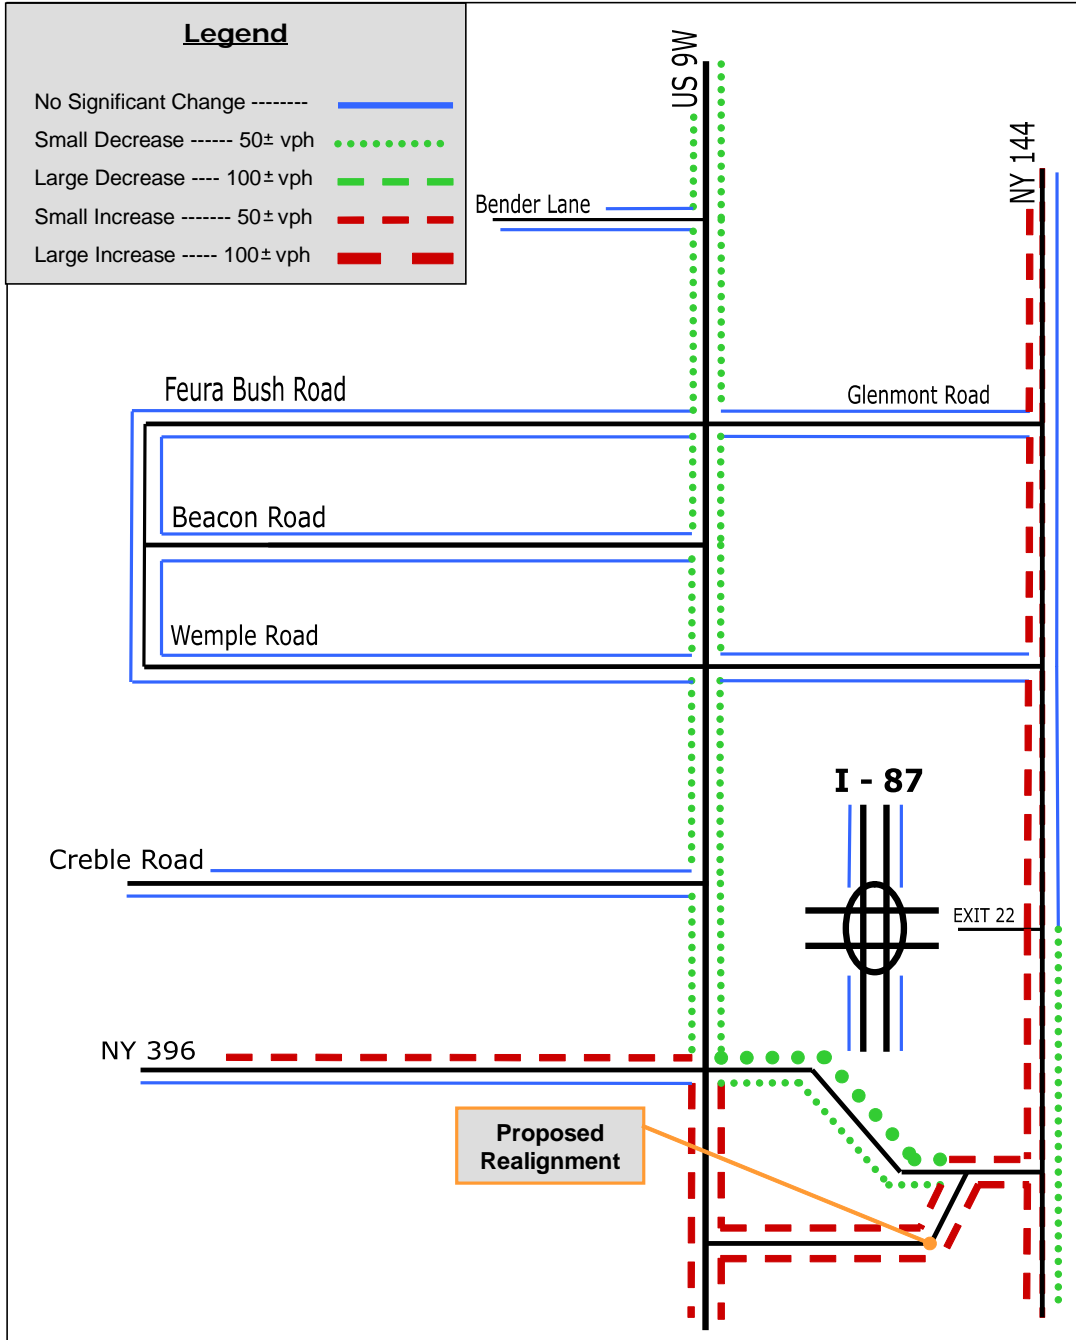 Legend
No Significant Change --------
Small Decrease ------ 50± vph
Large Decrease ---- 100± vph
Small Increase ------- 50± vph
Large Increase ----- 100± vph
US 9W
NY 144
Bender Lane
Feura Bush Road
Glenmont Road
Beacon Road
Wemple Road
I - 87
Creble Road
EXIT 22
NY 396
Proposed
Realignment